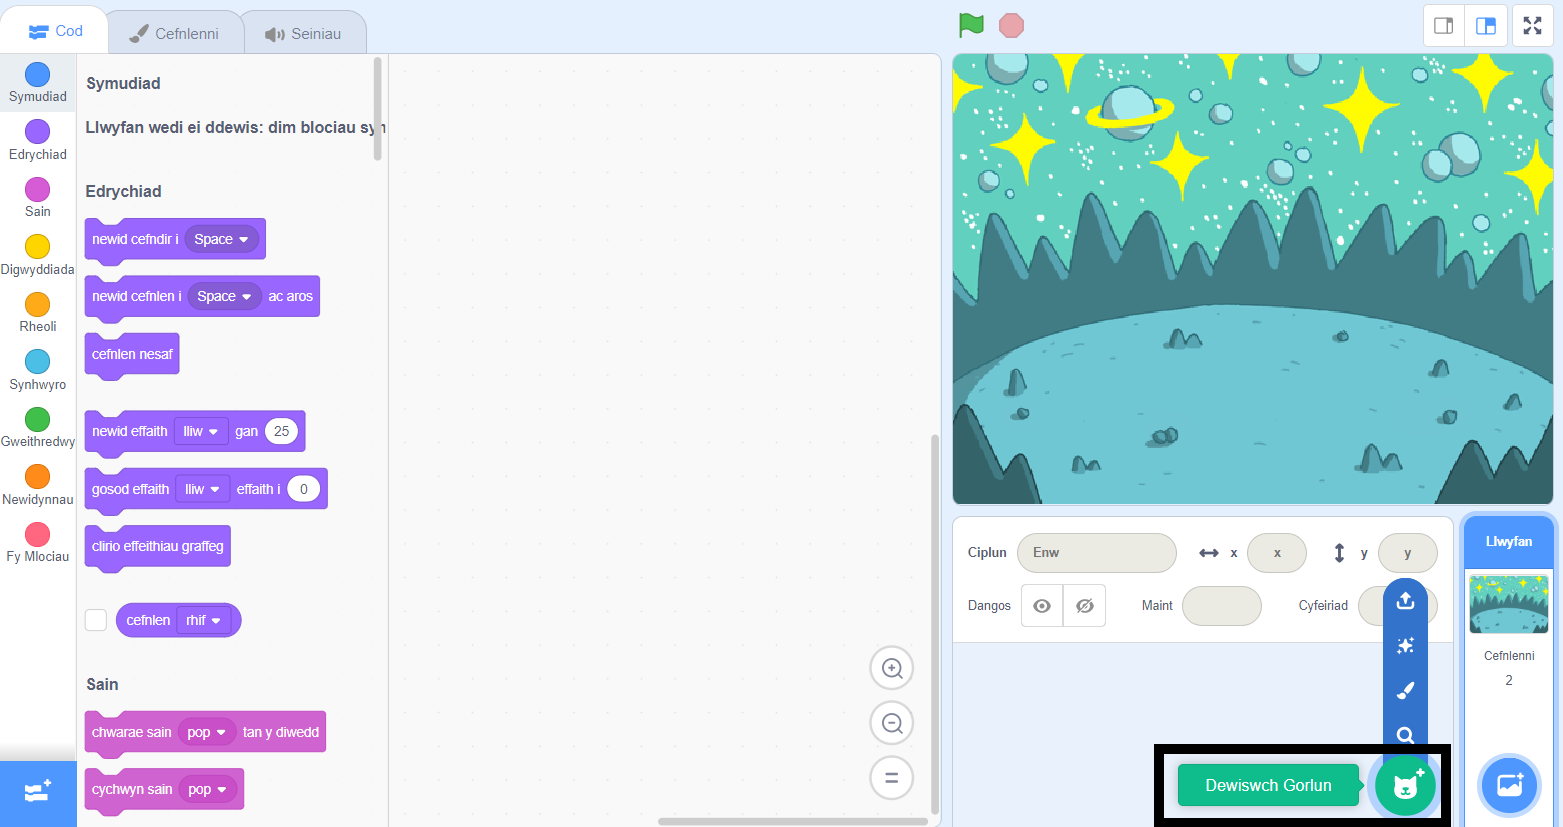 Cod
Cefnlenni
Seiniau
Symudiad
Edrychiad
Sain
Digwyddiada
Rheoli
Synhwyro
Gweithredwy
Newidynnau
Fy Mlociau
Symudiad
Llwyfan wedi ei ddewis: dim blociau sym
Edrychiad
newid cefndir i Space
newid cefnlen i Space ac aros
cefnlen nesaf
newid effaith lliw gan 25
gosod effaith lliw effaith i 0
clirio effeithiau graffeg
cefnlen rhif
Sain
chwarae sain pop tan y diwedd
cychwyn sain pop
Ciplun Enw x x y y
Dangos Maint Cyfeiriad
Dewiswch Gorlun
Llwyfan
Cefnlenni
2